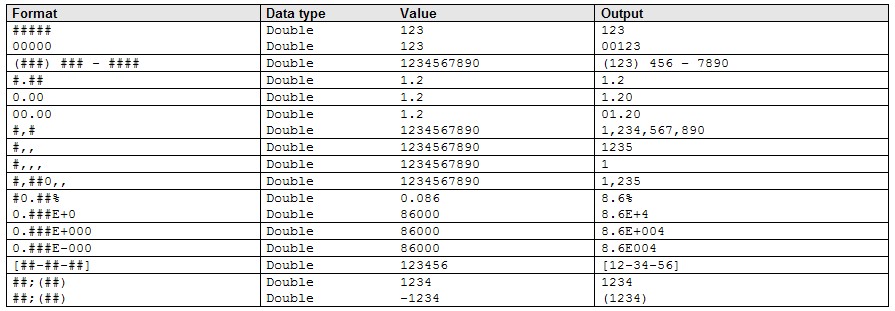 Format Data type Value Output
##### Double 123 123
00000 Double 123 00123
(###) ### - #### Double 1234567890 (123) 456 - 7890
#.## Double 1.2 1.2
0.00 Double 1.2 1.20
00.00 Double 1.2 01.20
#,# Double 1234567890 1,234,567,890
#,, Double 1234567890 1235
#,,, Double 1234567890 1
#,##0,, Double 1234567890 1,235
#0.##% Double 0.086 8.6%
0.###E+0 Double 86000 8.6E+4
0.###E+000 Double 86000 8.6E+004
0.###E-000 Double 86000 8.6E004
[##-##-##] Double 123456 [12-34-56]
##;(##) Double 1234 1234
##;(##) Double -1234 (1234)